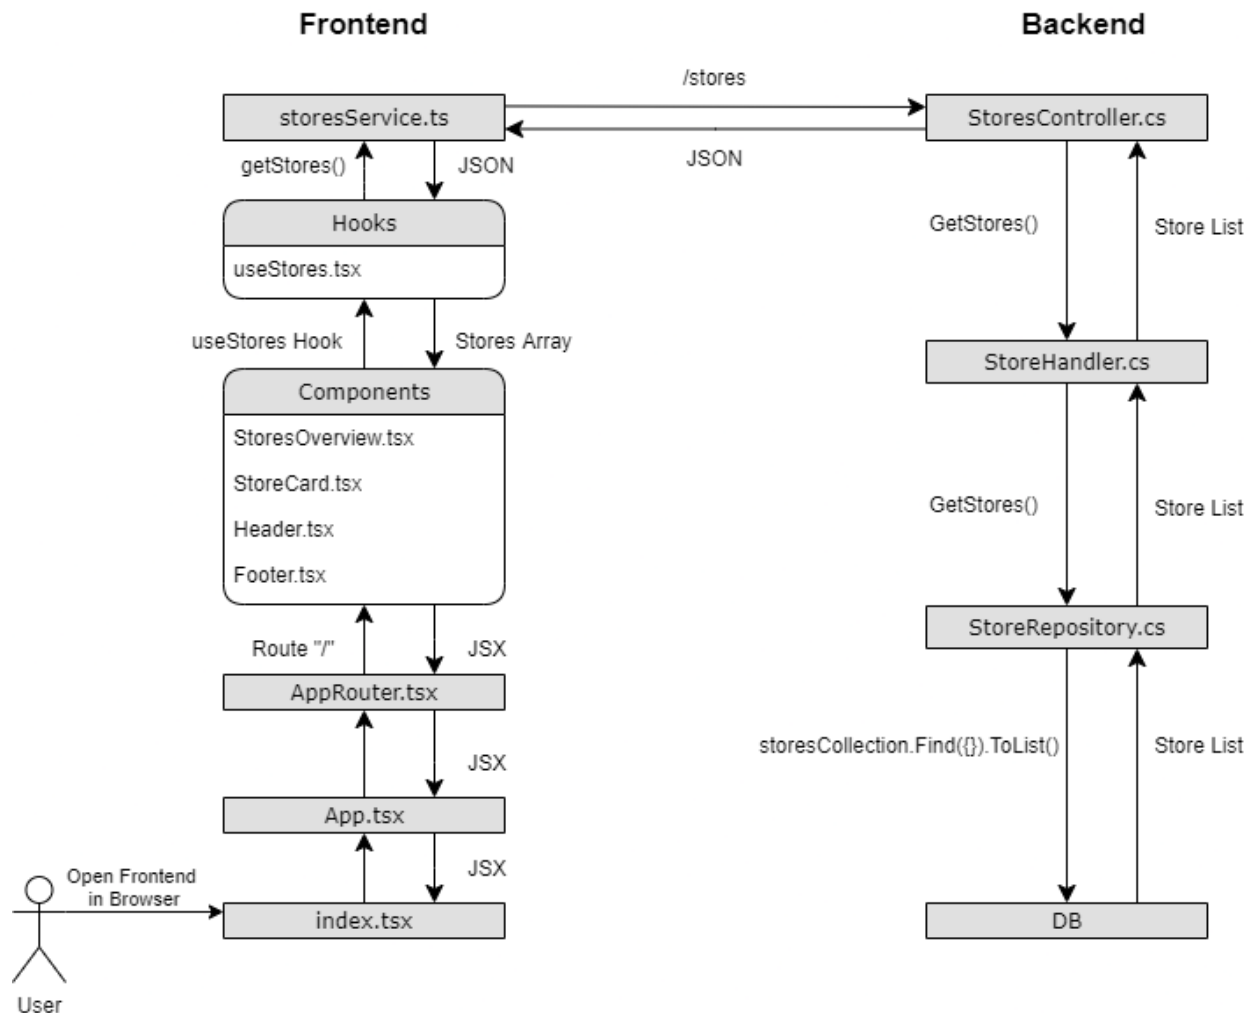 Frontend
Backend
/stores
storesService.ts
StoresController.cs
JSON
getStores()
JSON
Hooks
useStores.tsx
GetStores()
Store List
useStores Hook
Stores Array
StoreHandler.cs
Components
StoresOverview.tsx
StoreCard.tsx
Header.tsx
Footer.tsx
GetStores()
Store List
StoreRepository.cs
Route "/"
JSX
AppRouter.tsx
storesCollection.Find({}).ToList()
Store List
JSX
App.tsx
JSX
Open Frontend
in Browser
index.tsx
DB
User